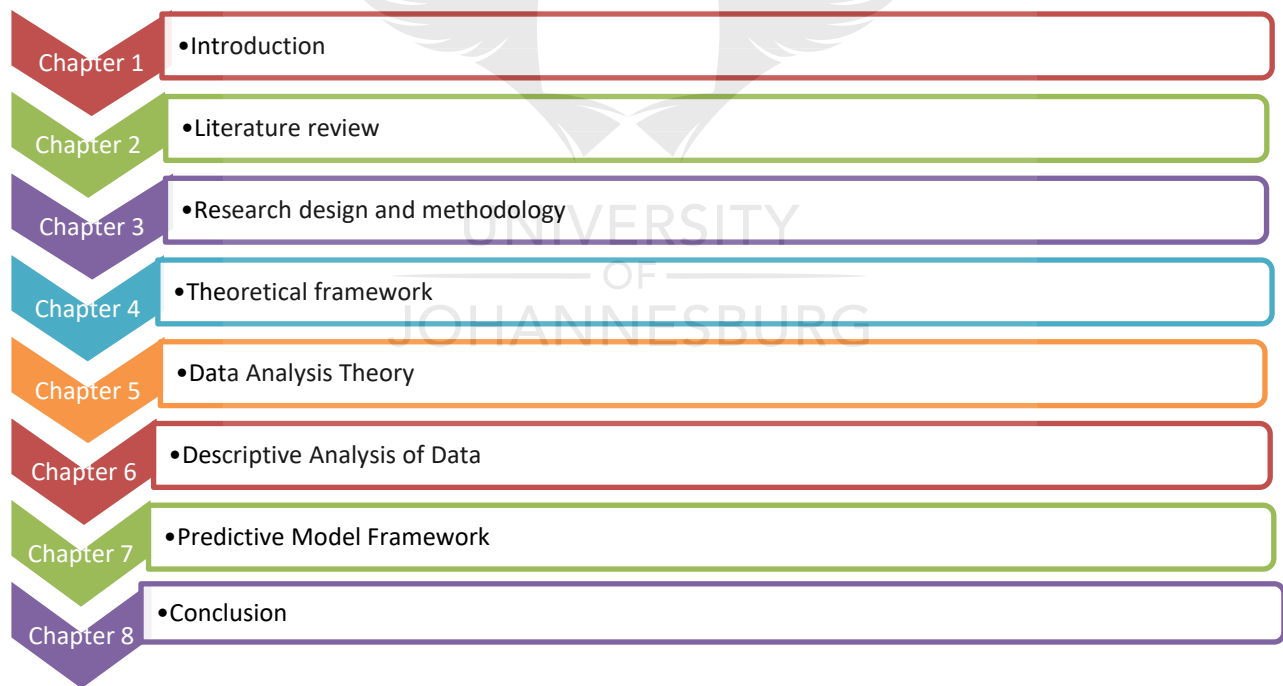 Chapter 1
•Introduction
Chapter 2
•Literature review
Chapter 3
•Research design and methodology
UNIVERSITY
OF
Chapter 4
•Theoretical framework
JOHANNESBURG
Chapter 5
•Data Analysis Theory
Chapter 6
•Descriptive Analysis of Data
Chapter 7
•Predictive Model Framework
Chapter 8
•Conclusion